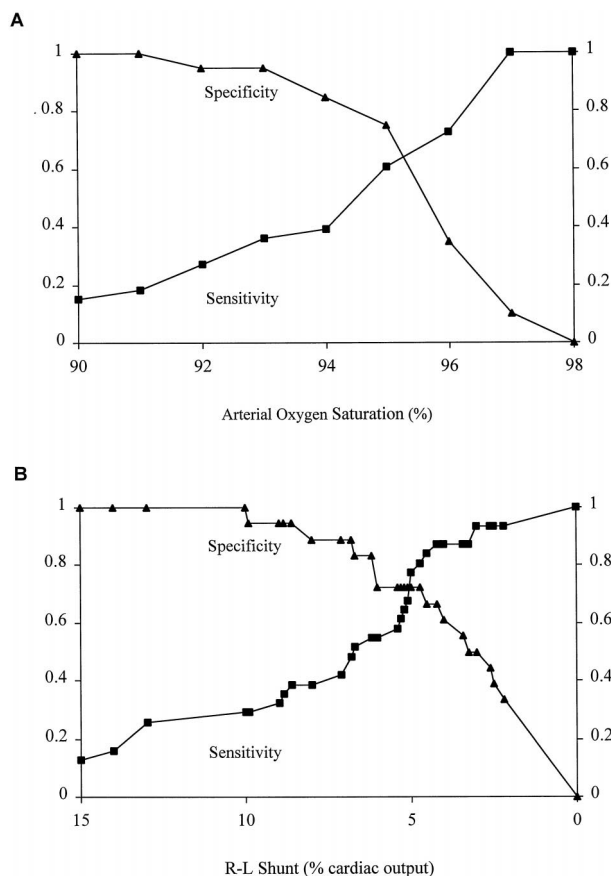 A
1 1
Specificity
. 0.8 0.8
0.6 0.6
0.4 0.4
Sensitivity
0.2 0.2
0 0
90 92 94 96 98
Arterial Oxygen Saturation (%)
B
1 1
Specificity
0.8 0.8
0.6 0.6
0.4 0.4
Sensitivity
0.2 0.2
0 0
15 10 5 0
R-L Shunt (% cardiac output)